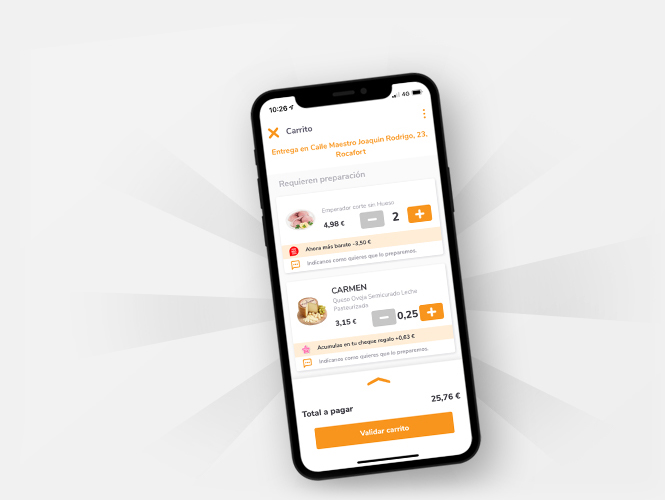 10:26
4G
Carrito
Entrega en Calle Maestro Joaquin Rodrigo, 23,
Rocafort
Requieren preparación
Emperador corte sin Hueso
4,98 €
2
Ahora más barato -3,50 €
Indícanos como quieres que lo preparemos.
CARMEN
Queso Oveja Semicurado Leche
Pasteurizada
3,15 €
0,25
Acumulas en tu cheque regalo +0,63 €
Indícanos como quieres que lo preparemos.
Total a pagar
25,76 €
Validar carrito